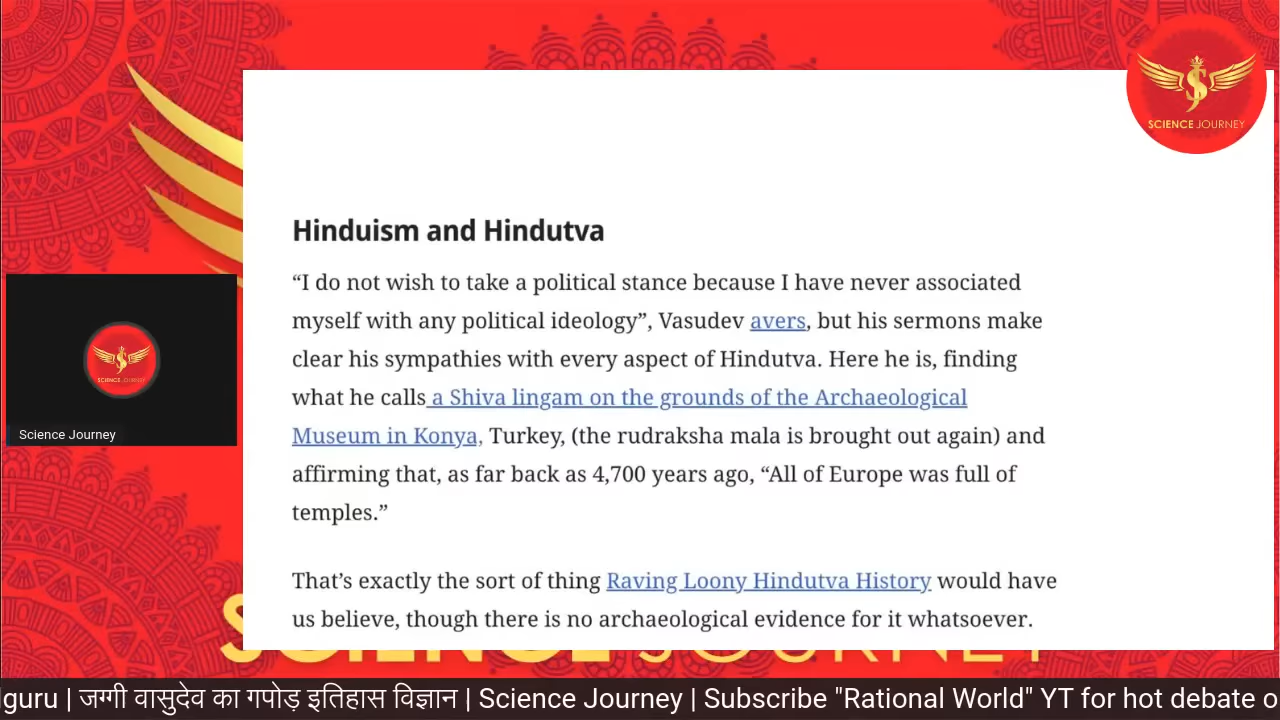 SCIENCE JOURNEY
Hinduism and Hindutva
“I do not wish to take a political stance because I have never associated
myself with any political ideology”, Vasudev avers, but his sermons make
clear his sympathies with every aspect of Hindutva. Here he is, finding
what he calls a Shiva lingam on the grounds of the Archaeological
Museum in Konya, Turkey, (the rudraksha mala is brought out again) and
affirming that, as far back as 4,700 years ago, “All of Europe was full of
temples.”
That’s exactly the sort of thing Raving Loony Hindutva History would have
us believe, though there is no archaeological evidence for it whatsoever.
SCIENCE JOURNEY
Science Journey
guru | जग्गी वासुदेव का गपोड़ इतिहास विज्ञान | Science Journey | Subscribe "Rational World" YT for hot debate o